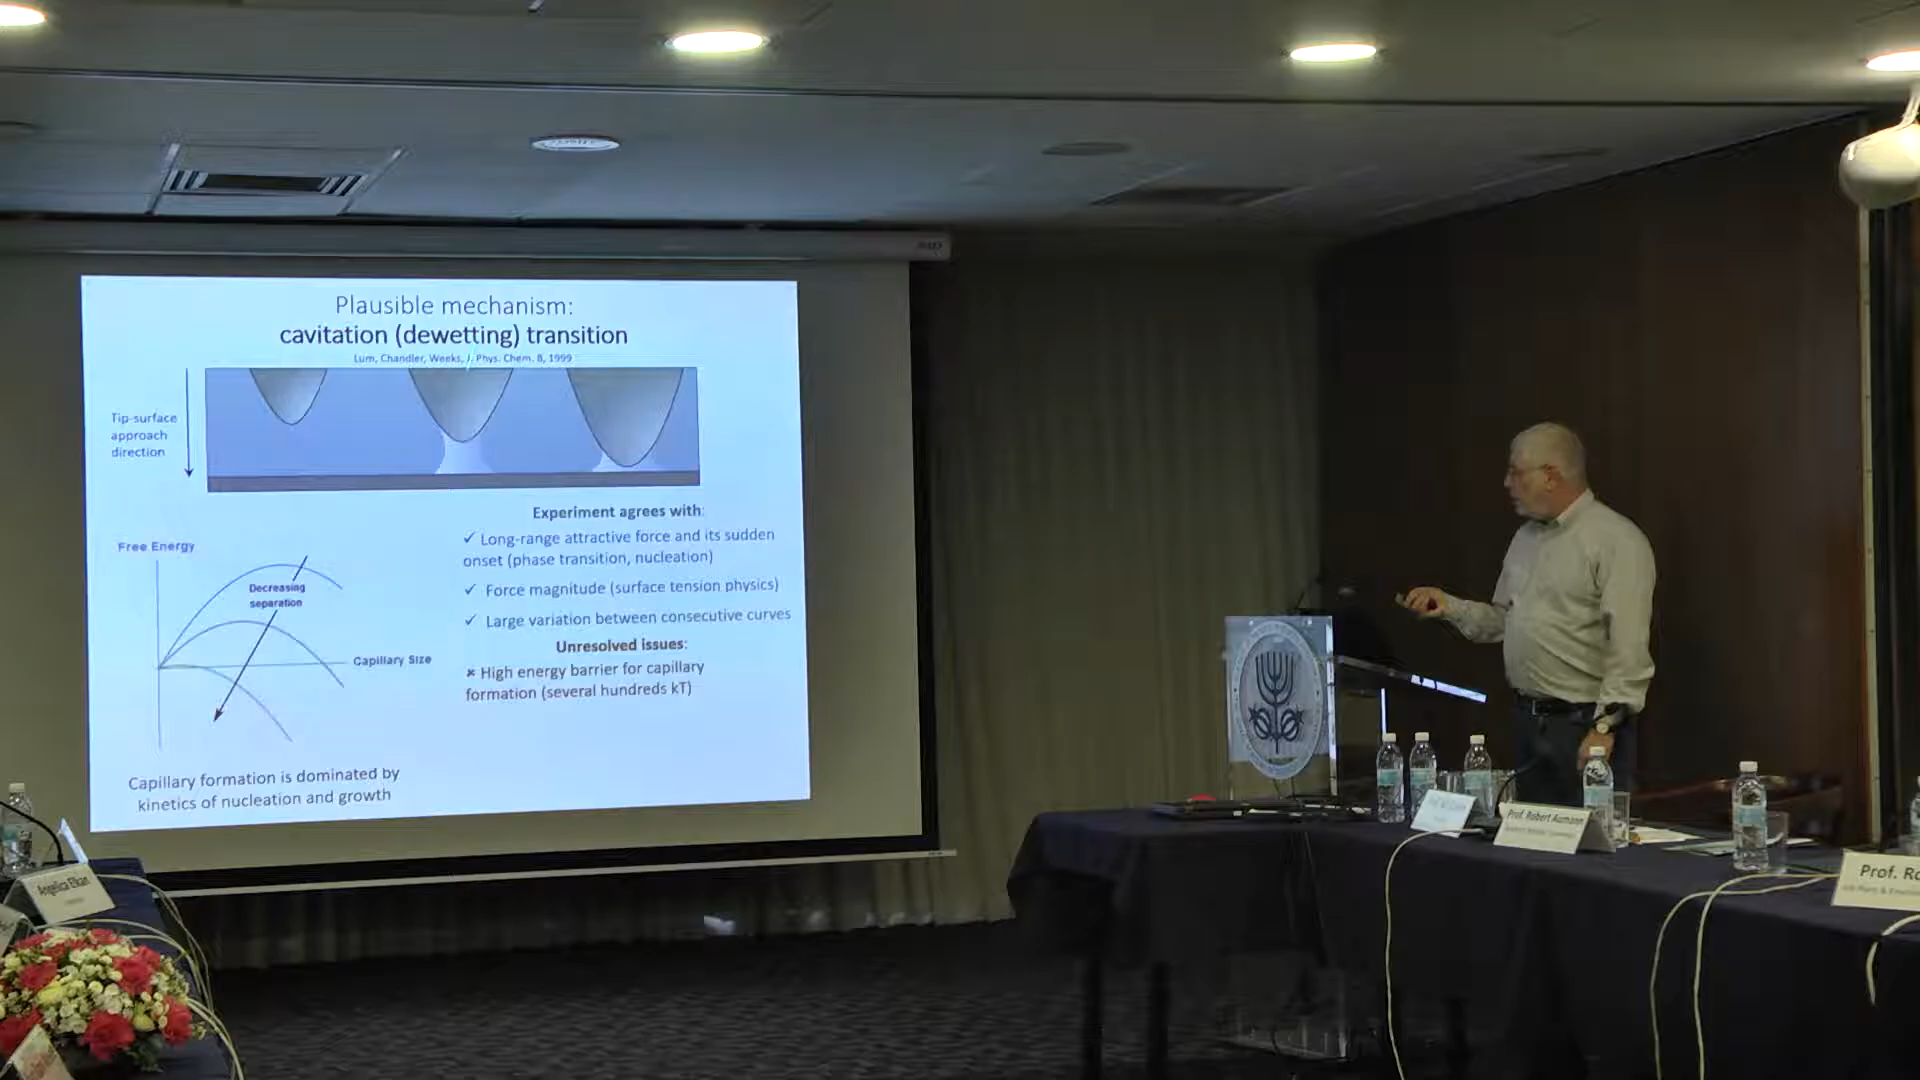 Plausible mechanism:
cavitation (dewetting) transition
Lum, Chandler, Weeks, J. Phys. Chem. B, 1999
Tip-surface
approach
direction
Experiment agrees with:
✓ Long-range attractive force and its sudden
onset (phase transition, nucleation)
✓ Force magnitude (surface tension physics)
✓ Large variation between consecutive curves
Unresolved issues:
× High energy barrier for capillary
formation (several hundreds kT)
Free Energy
Decreasing
separation
Capillary Size
Capillary formation is dominated by
kinetics of nucleation and growth
Angelica Elkan
Prof. Robert Aumann
Prof. Ro